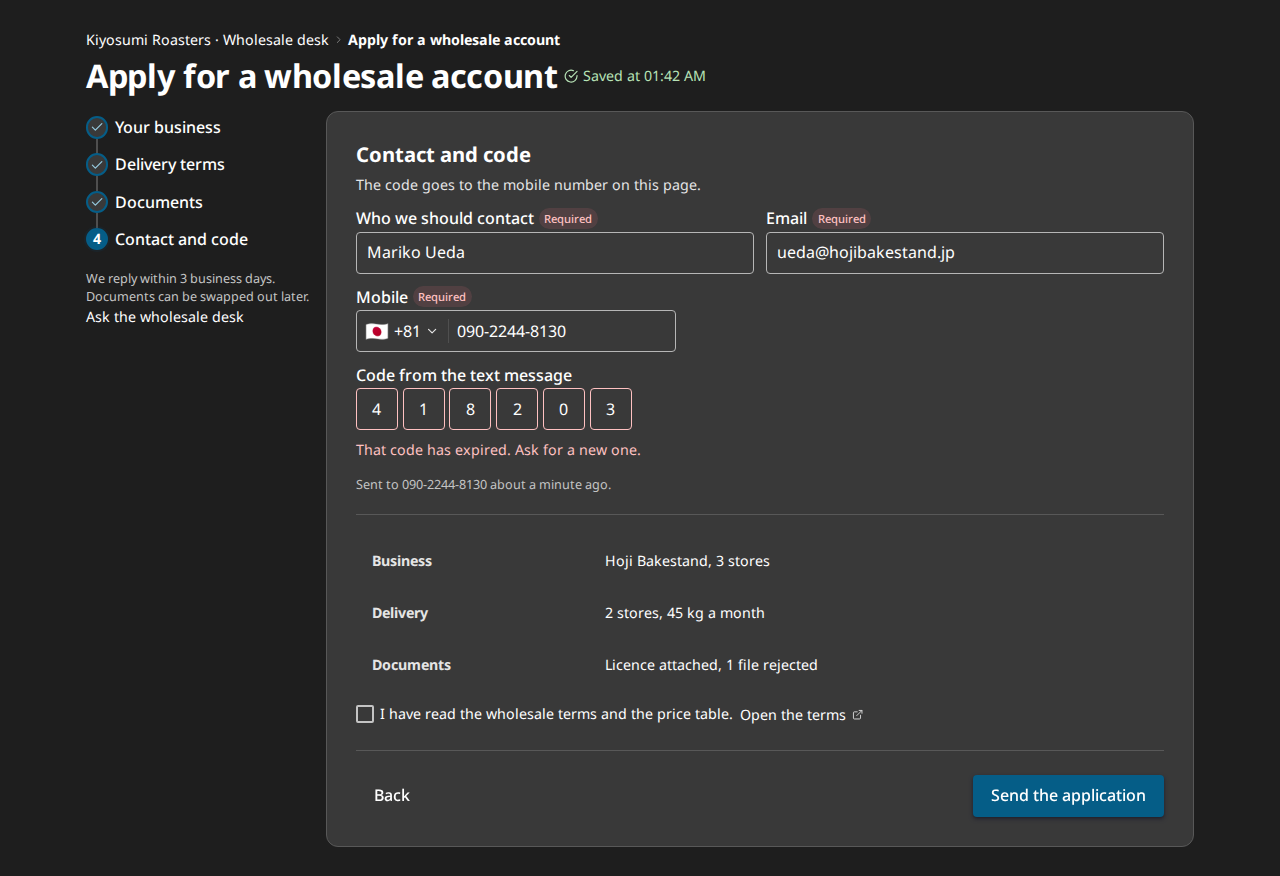 Kiyosumi Roasters · Wholesale desk › Apply for a wholesale account
Apply for a wholesale account Saved at 01:42 AM
Your business
Delivery terms
Documents
4 Contact and code
We reply within 3 business days.
Documents can be swapped out later.
Ask the wholesale desk
Contact and code
The code goes to the mobile number on this page.
Who we should contact Required
Mariko Ueda
Email Required
ueda@hojibakestand.jp
Mobile Required
+81 090-2244-8130
Code from the text message
4 1 8 2 0 3
That code has expired. Ask for a new one.
Sent to 090-2244-8130 about a minute ago.
Business Hoji Bakestand, 3 stores
Delivery 2 stores, 45 kg a month
Documents Licence attached, 1 file rejected
I have read the wholesale terms and the price table. Open the terms
Back Send the application